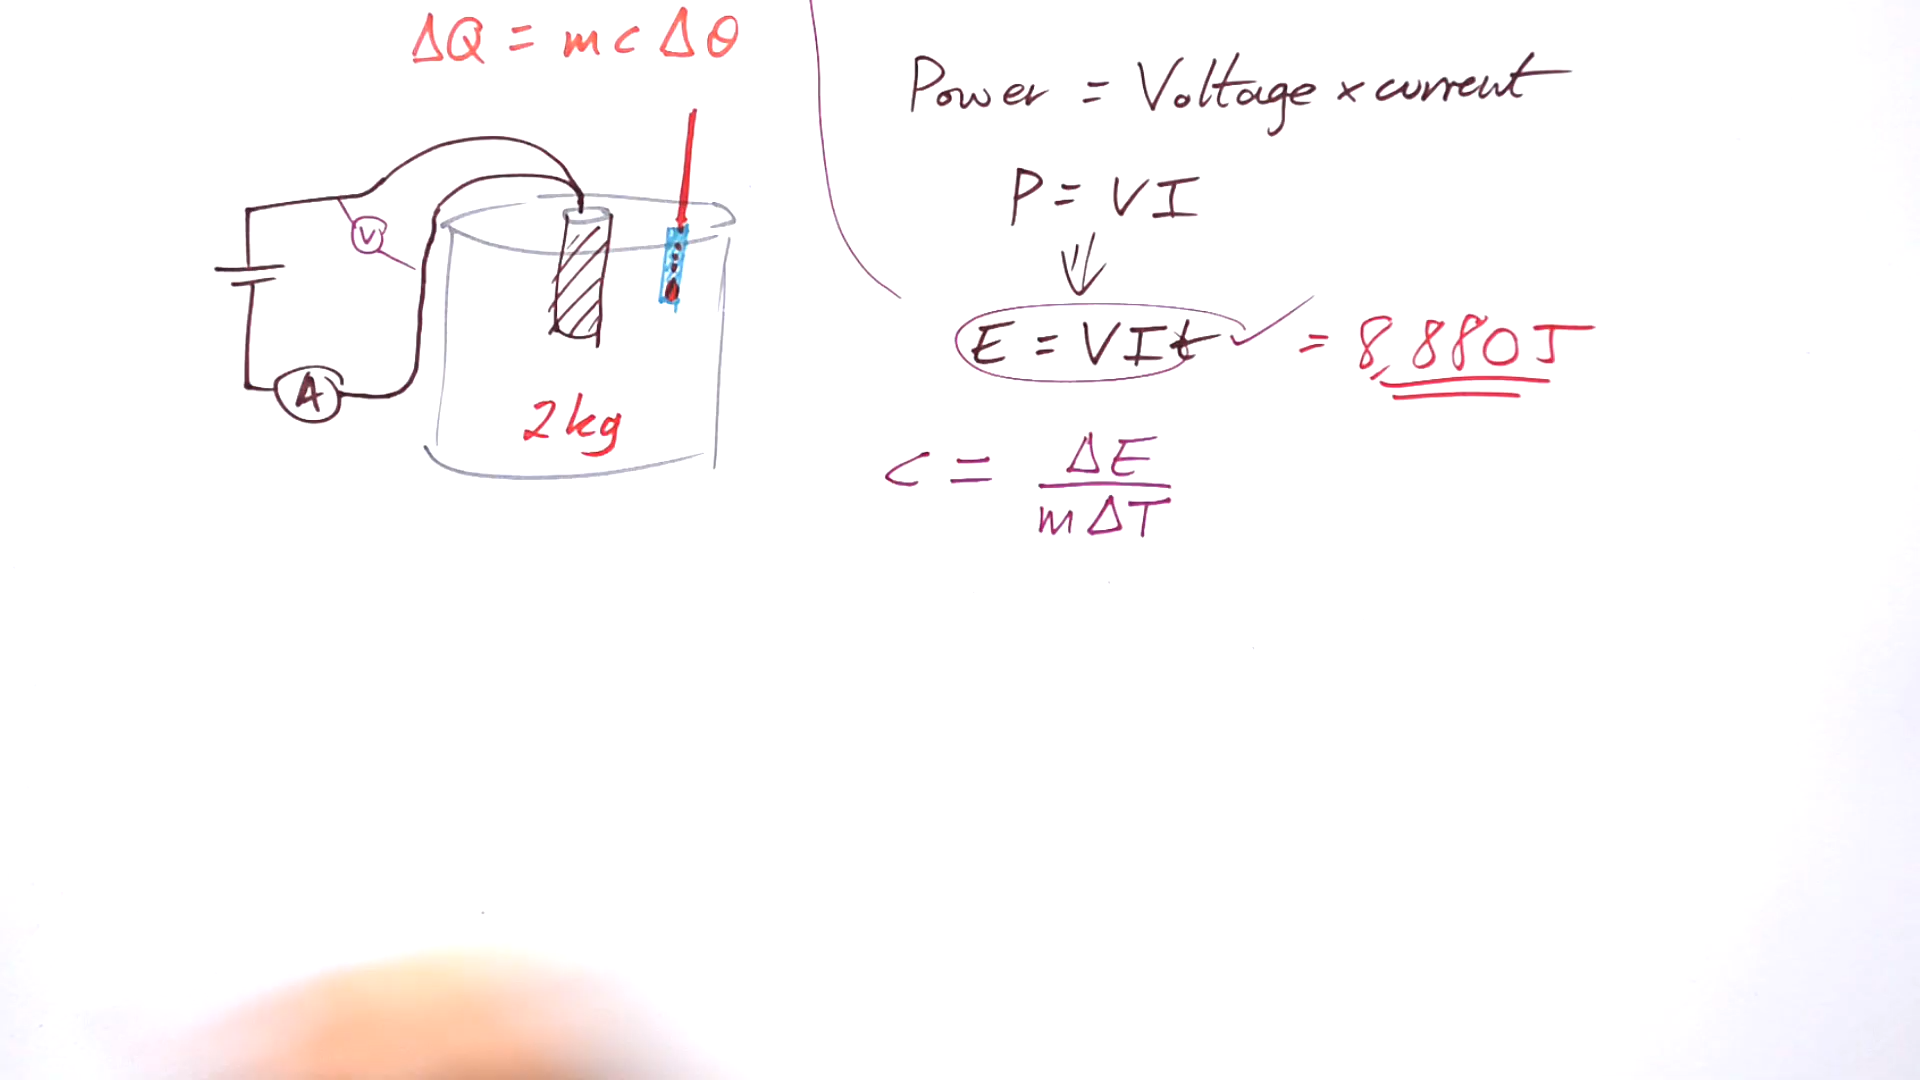 ΔQ = mcΔθ
V
A
2kg
Power = Voltage × current
P = VI
E = VIt = 8,880J
c = ΔE
mΔT